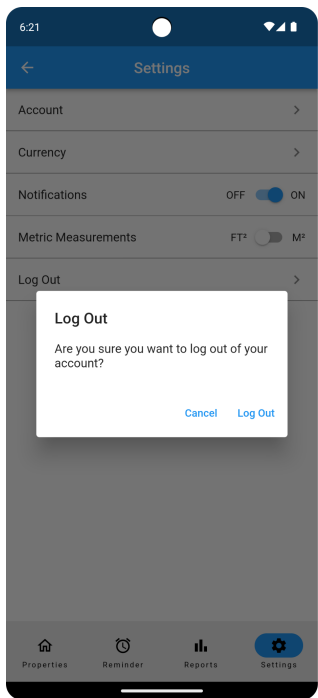 6:21
Settings
Account
Currency
Notifications OFF ON
Metric Measurements FT² M²
Log Out
Log Out
Are you sure you want to log out of your
account?
Cancel Log Out
Properties Reminder Reports Settings